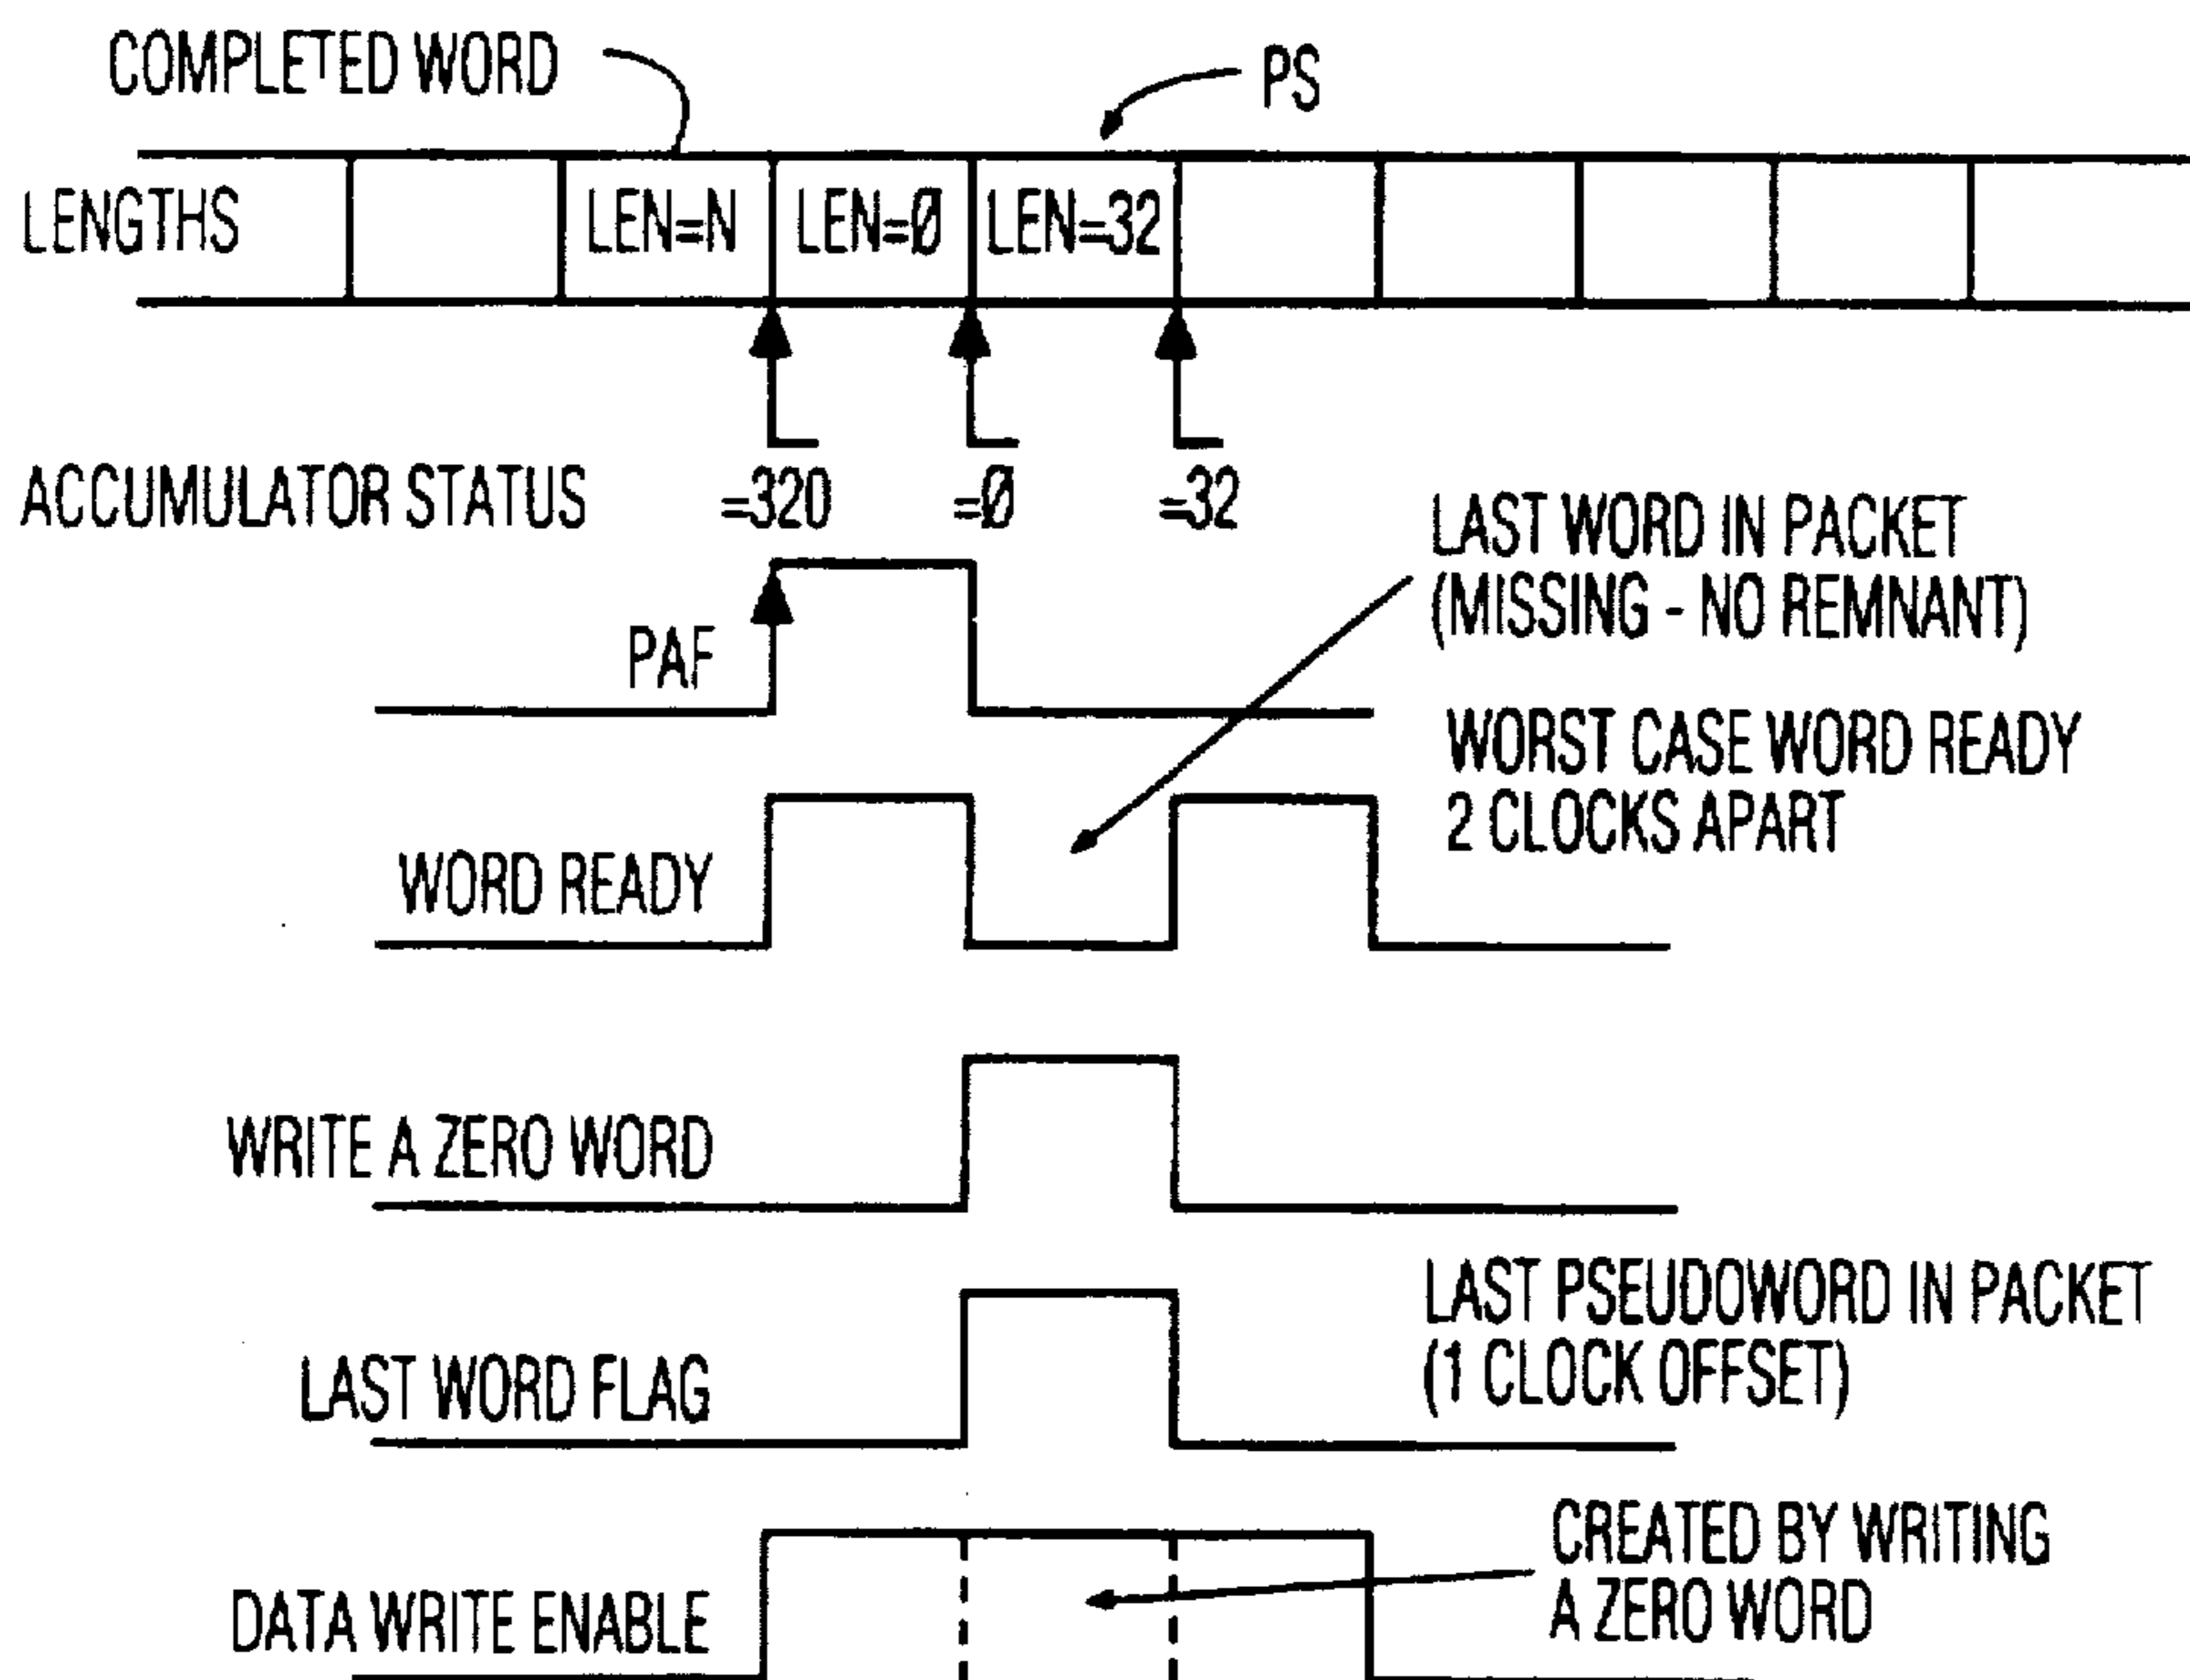 COMPLETED WORD
PS
LENGTHS
LEN=N
LEN=Ø
LEN=32
ACCUMULATOR STATUS
=320
=Ø
=32
LAST WORD IN PACKET
(MISSING - NO REMNANT)
PAF
WORST CASE WORD READY
2 CLOCKS APART
WORD READY
WRITE A ZERO WORD
LAST PSEUDOWORD IN PACKET
(1 CLOCK OFFSET)
LAST WORD FLAG
CREATED BY WRITING
A ZERO WORD
DATA WRITE ENABLE